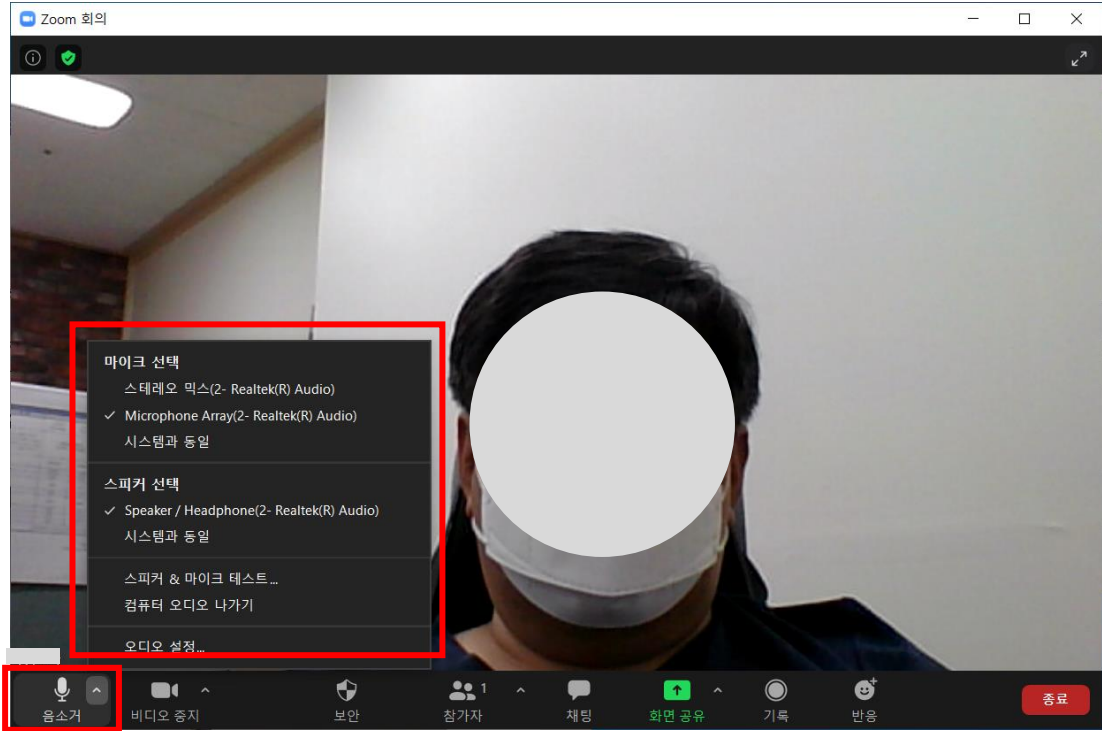 Zoom 회의
마이크 선택
스테레오 믹스(2- Realtek(R) Audio)
Microphone Array(2- Realtek(R) Audio)
시스템과 동일
스피커 선택
Speaker / Headphone(2- Realtek(R) Audio)
시스템과 동일
스피커 & 마이크 테스트...
컴퓨터 오디오 나가기
오디오 설정...
음소거
비디오 중지
보안
1
참가자
채팅
화면 공유
기록
반응
종료